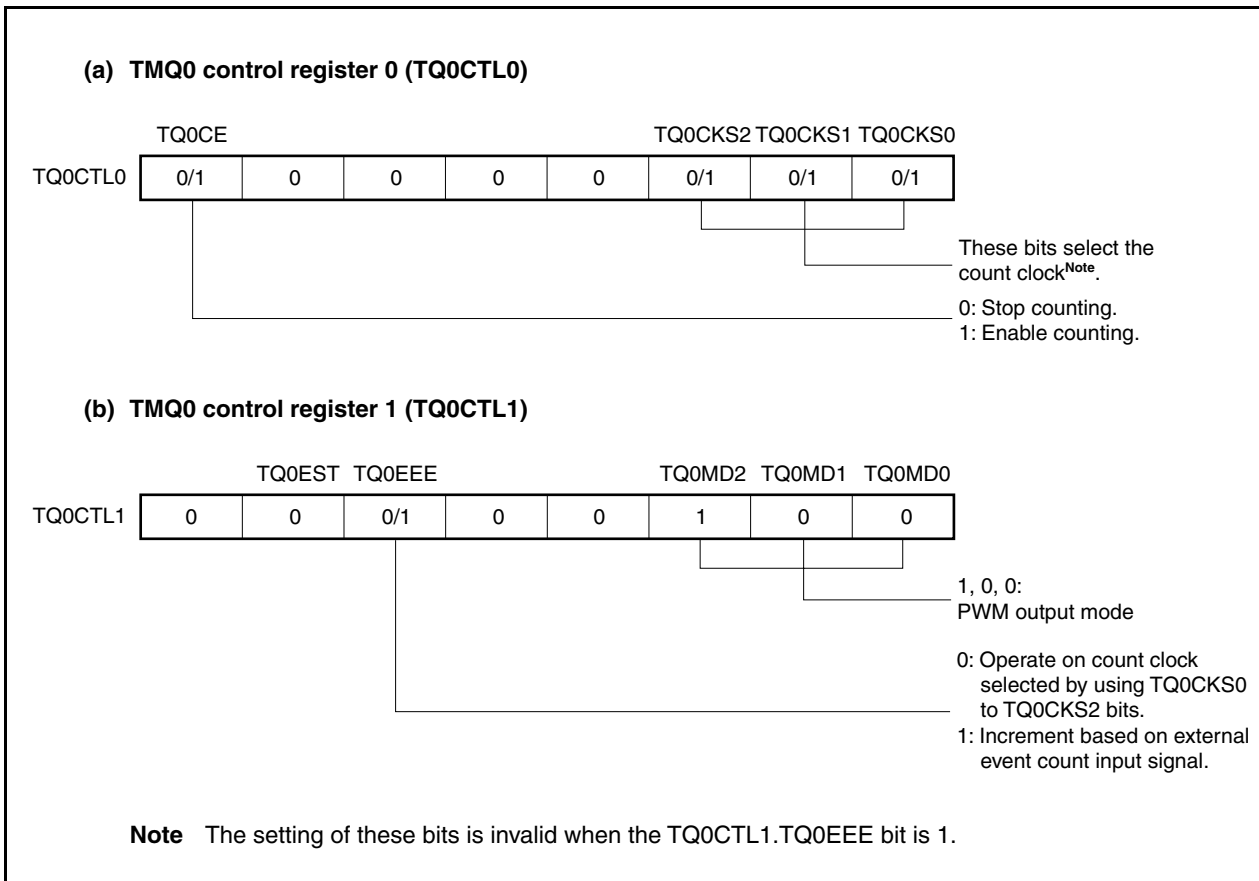 (a) TMQ0 control register 0 (TQ0CTL0)
TQ0CE TQ0CKS2 TQ0CKS1 TQ0CKS0
TQ0CTL0 0/1 0 0 0 0 0/1 0/1 0/1
These bits select the
count clockNote.
0: Stop counting.
1: Enable counting.
(b) TMQ0 control register 1 (TQ0CTL1)
TQ0EST TQ0EEE TQ0MD2 TQ0MD1 TQ0MD0
TQ0CTL1 0 0 0/1 0 0 1 0 0
1, 0, 0:
PWM output mode
0: Operate on count clock
selected by using TQ0CKS0
to TQ0CKS2 bits.
1: Increment based on external
event count input signal.
Note The setting of these bits is invalid when the TQ0CTL1.TQ0EEE bit is 1.